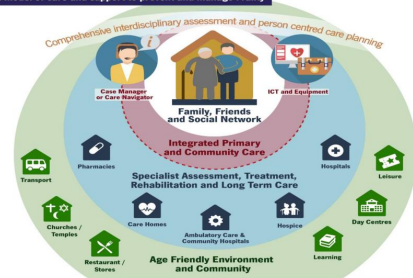 Comprehensive interdisciplinary assessment and person centred care planning
Case Manager
or Care Navigator
ICT and Equipment
Family, Friends
and Social Network
Integrated Primary
and Community Care
Pharmacies
Hospitals
Transport
Leisure
Specialist Assessment, Treatment,
Rehabilitation and Long Term Care
Churches /
Temples
Care Homes
Ambulatory Care &
Community Hospitals
Hospice
Day Centres
Restaurant /
Stores
Age Friendly Environment
and Community
Learning